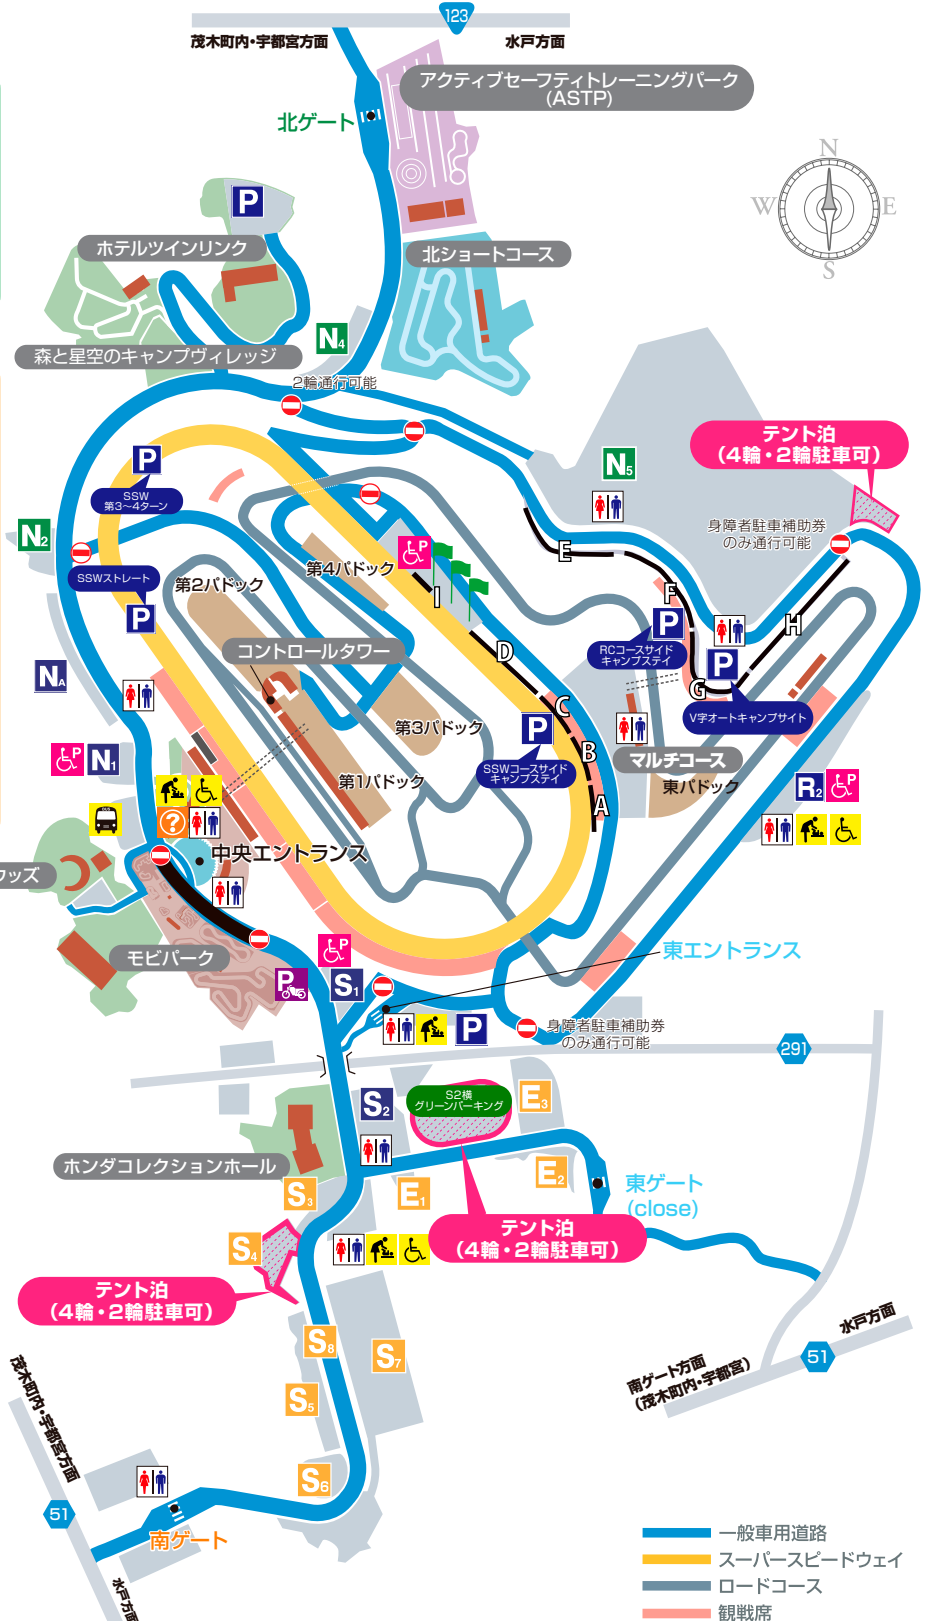 123
茂木町内・宇都宮方面
水戸方面
アクティブセーフティトレーニングパーク
(ASTP)
北ゲート
N
W
E
S
P
ホテルツインリンク
北ショートコース
N4
森と星空のキャンプヴィレッジ
2輪通行可能
テント泊
(4輪・2輪駐車可)
P
N5
SSW
第3〜4ターン
身障者駐車補助券
のみ通行可能
N2
E
P
第4パドック
SSWストレート
第2パドック
I
F
P
P
H
D
コントロールタワー
RCコースサイド
キャンプステイ
P
NA
G
C
V字オートキャンプサイト
P
第3パドック
B
P
N1
SSWコースサイド
キャンプステイ
マルチコース
第1パドック
東パドック
R2
P
A
BUS
?
中央エントランス
ウッズ
P
東エントランス
モビパーク
P
S1
P
身障者駐車補助券
のみ通行可能
291
S2
S2横
グリーンパーキング
E3
ホンダコレクションホール
E2
東ゲート
(close)
S3
E1
テント泊
(4輪・2輪駐車可)
S4
テント泊
(4輪・2輪駐車可)
水戸方面
S8
S7
51
南ゲート方面
(茂木町内・宇都宮)
茂木町内・宇都宮方面
S5
S6
51
南ゲート
水戸方面
一般車用道路
スーパースピードウェイ
ロードコース
観戦席